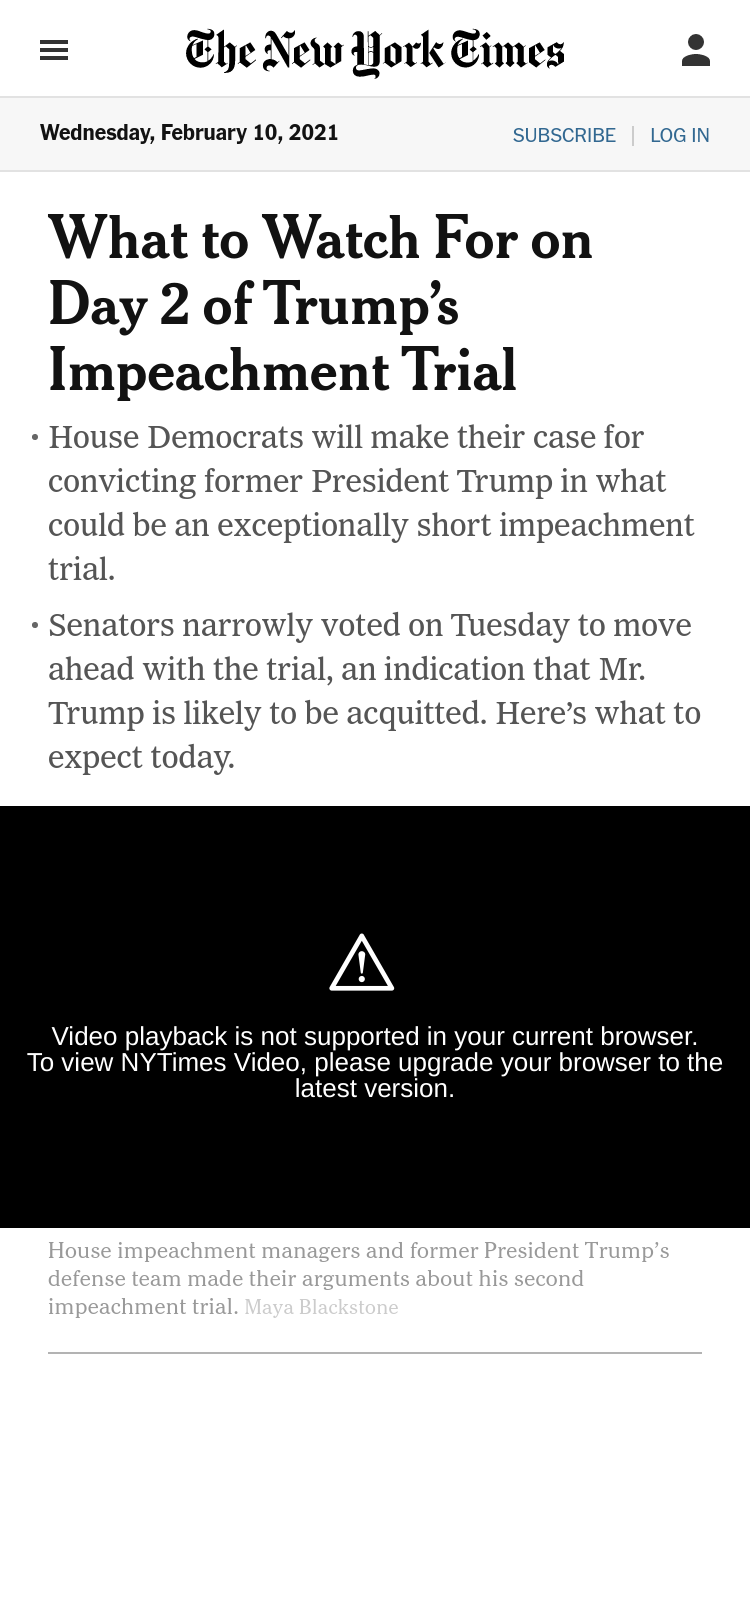 The New York Times
Wednesday, February 10, 2021
SUBSCRIBE | LOG IN
What to Watch For on
Day 2 of Trump’s
Impeachment Trial
• House Democrats will make their case for
convicting former President Trump in what
could be an exceptionally short impeachment
trial.
• Senators narrowly voted on Tuesday to move
ahead with the trial, an indication that Mr.
Trump is likely to be acquitted. Here’s what to
expect today.
Video playback is not supported in your current browser.
To view NYTimes Video, please upgrade your browser to the
latest version.
House impeachment managers and former President Trump’s
defense team made their arguments about his second
impeachment trial. Maya Blackstone